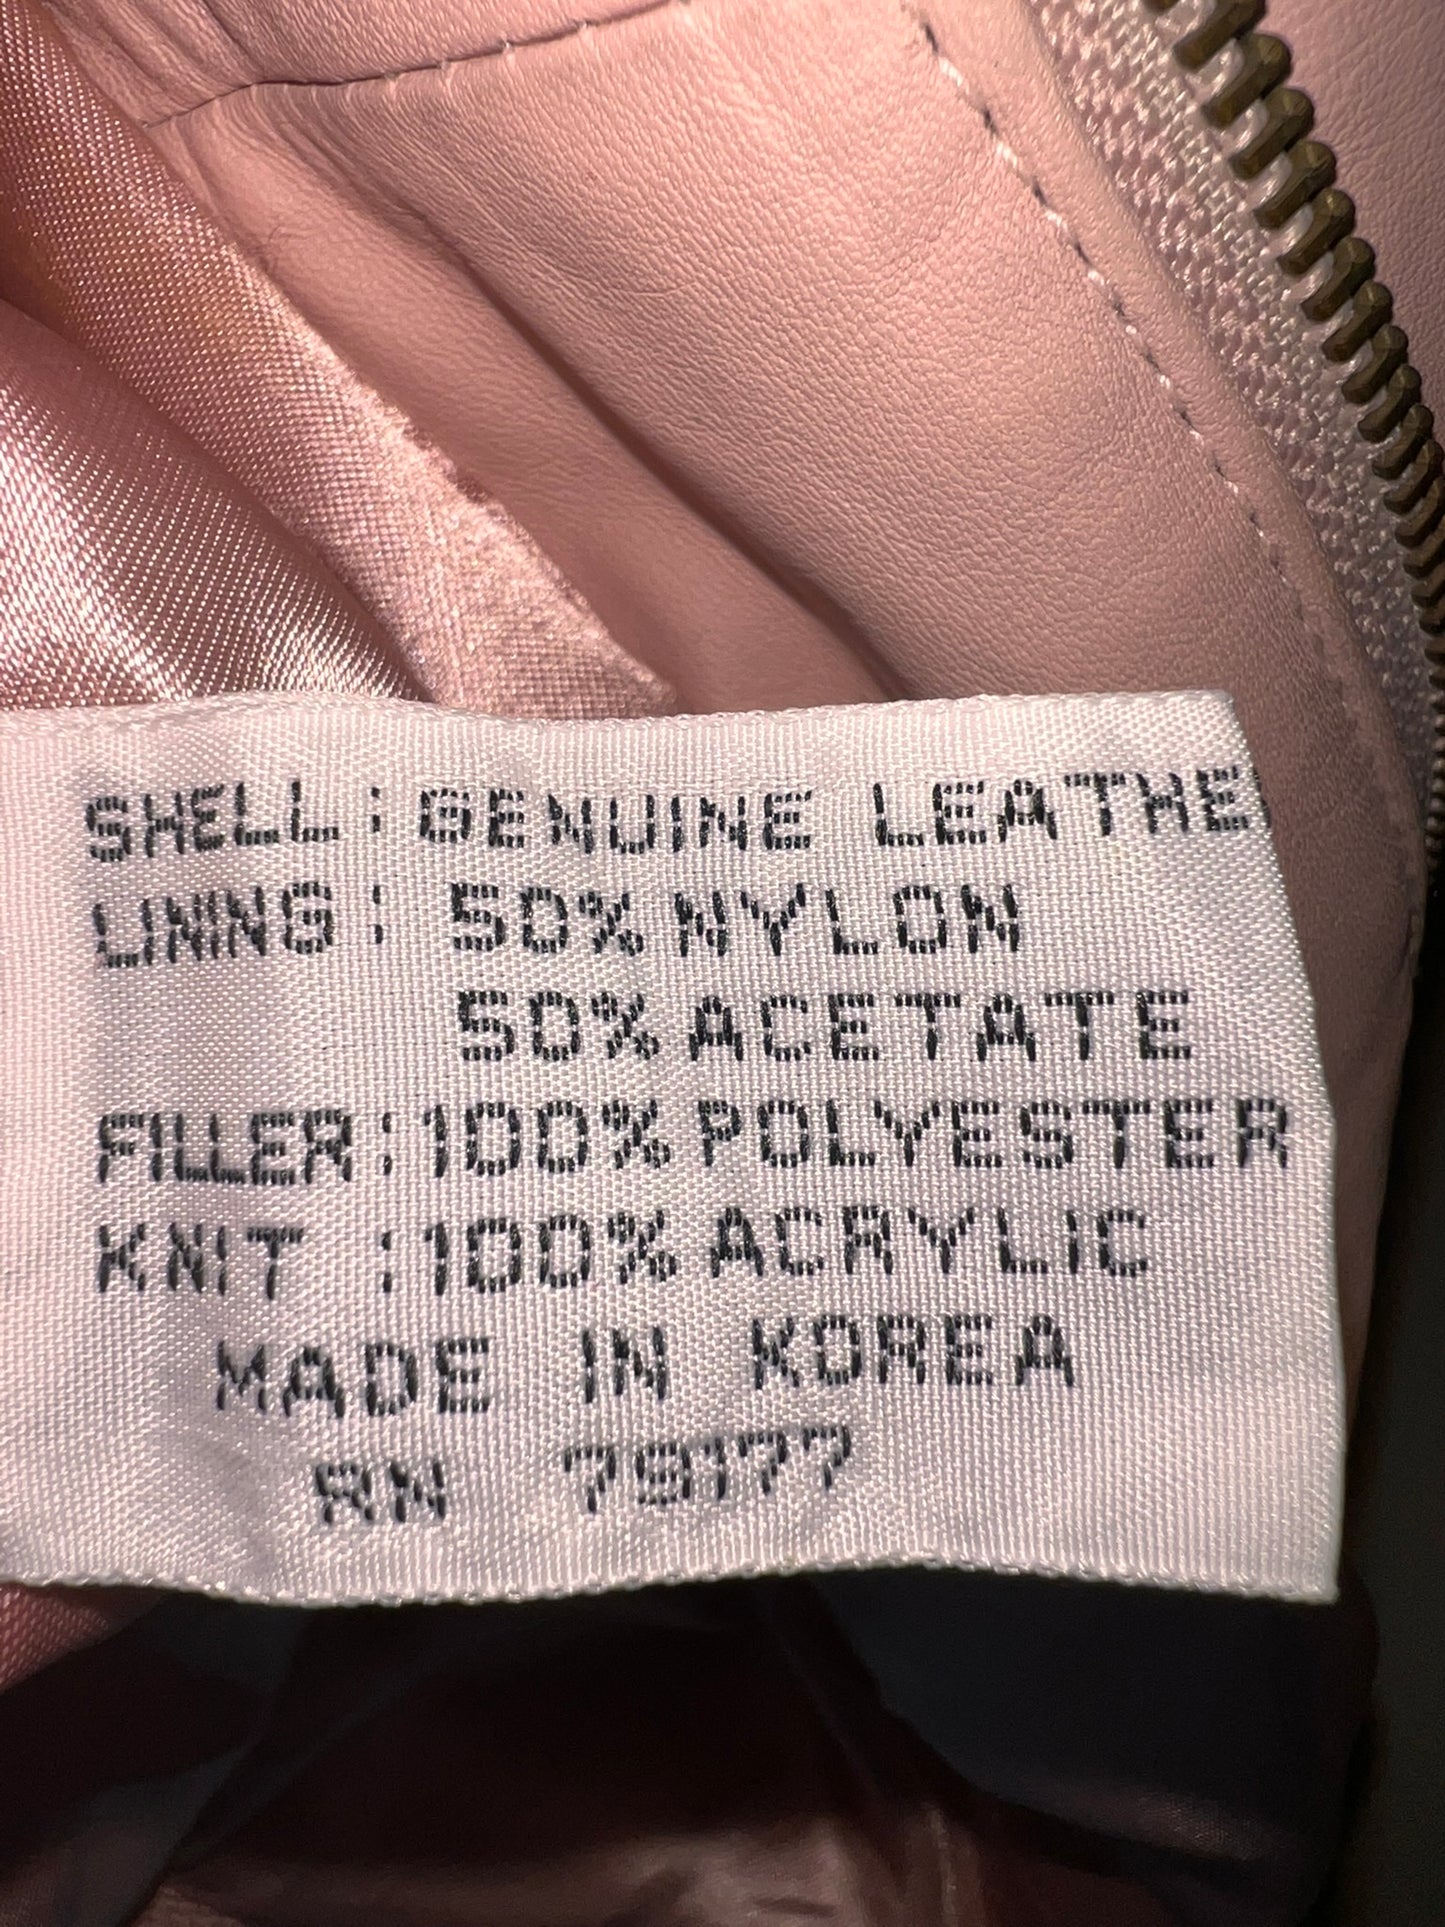 SHELL: GENUINE LEATHE
LINING: 50% NYLON
50% ACETATE
FILLER: 100% POLYESTER
KNIT : 100% ACRYLIC
MADE IN KOREA
RN 79177